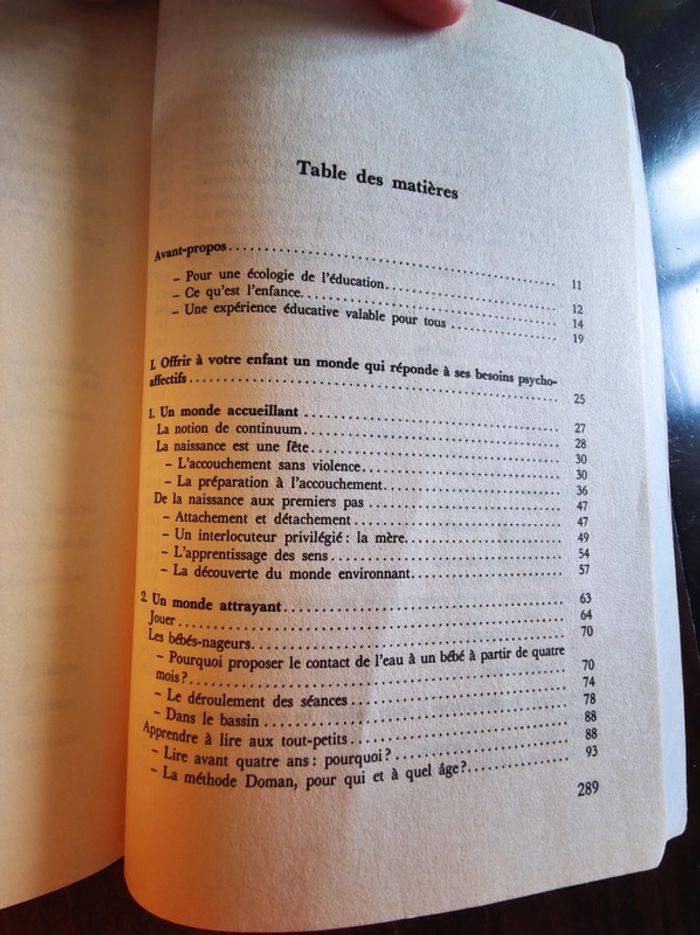 Table des matières
Avant-propos........ 11
– Pour une écologie de l'éducation........ 12
– Ce qu'est l'enfance........ 14
– Une expérience éducative valable pour tous........ 19
I. Offrir à votre enfant un monde qui réponde à ses besoins psycho-
affectifs........ 25
1. Un monde accueillant........ 27
La notion de continuum........ 28
La naissance est une fête........ 30
– L'accouchement sans violence........ 30
– La préparation à l'accouchement........ 36
De la naissance aux premiers pas........ 47
– Attachement et détachement........ 47
– Un interlocuteur privilégié : la mère........ 49
– L'apprentissage des sens........ 54
– La découverte du monde environnant........ 57
2. Un monde attrayant........ 63
Jouer........ 64
Les bébés-nageurs........ 70
– Pourquoi proposer le contact de l'eau à un bébé à partir de quatre
mois ?........ 70
– Le déroulement des séances........ 74
– Dans le bassin........ 78
Apprendre à lire aux tout-petits........ 88
– Lire avant quatre ans : pourquoi ?........ 88
– La méthode Doman, pour qui et à quel âge ?........ 93
289